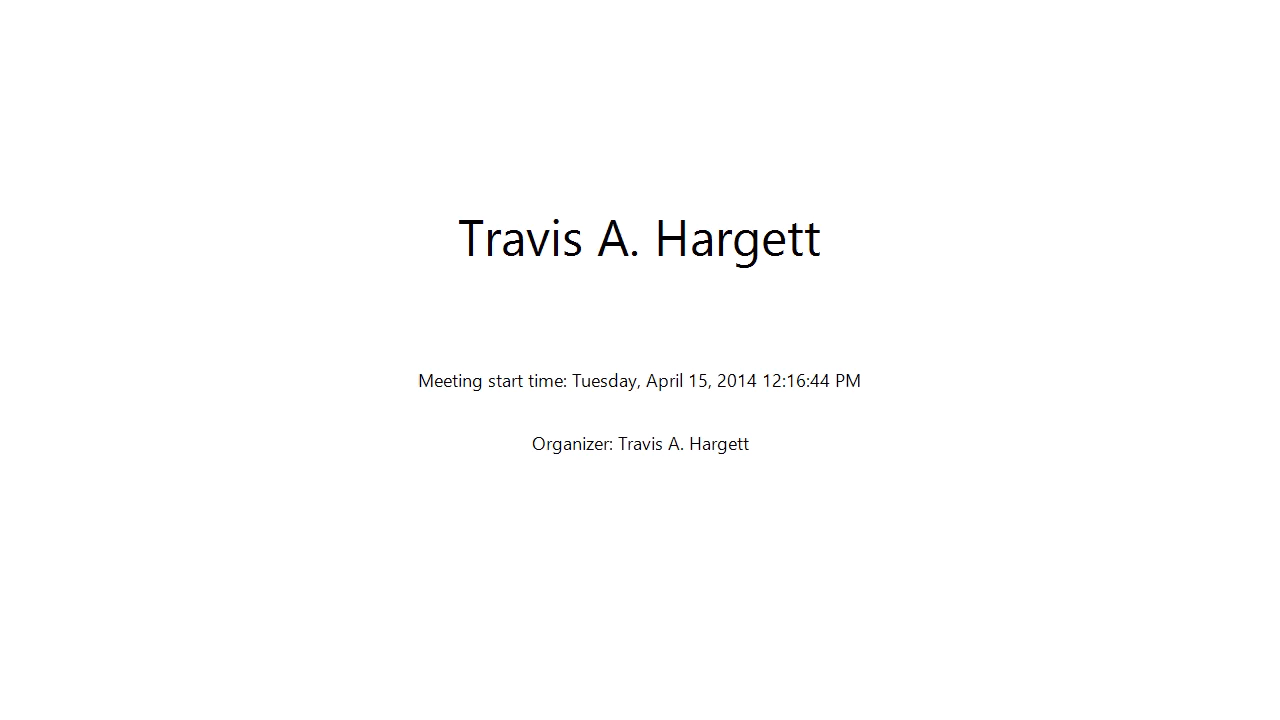 Travis A. Hargett
Meeting start time: Tuesday, April 15, 2014 12:16:44 PM
Organizer: Travis A. Hargett